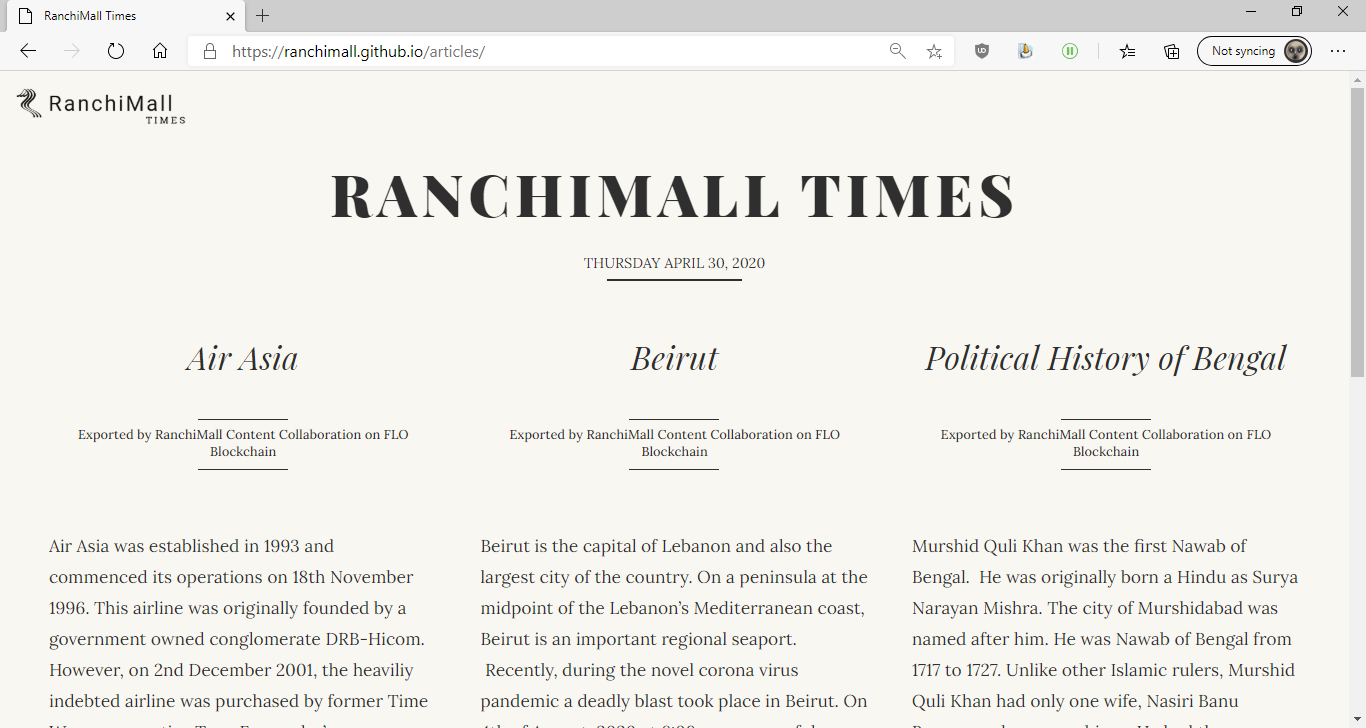 RanchiMall Times
https://ranchimall.github.io/articles/
Not syncing
RanchiMall
TIMES
RANCHIMALL TIMES
THURSDAY APRIL 30, 2020
Air Asia
Exported by RanchiMall Content Collaboration on FLO
Blockchain
Air Asia was established in 1993 and
commenced its operations on 18th November
1996. This airline was originally founded by a
government owned conglomerate DRB-Hicom.
However, on 2nd December 2001, the heaviliy
indebted airline was purchased by former Time
Beirut
Exported by RanchiMall Content Collaboration on FLO
Blockchain
Beirut is the capital of Lebanon and also the
largest city of the country. On a peninsula at the
midpoint of the Lebanon’s Mediterranean coast,
Beirut is an important regional seaport.
Recently, during the novel corona virus
pandemic a deadly blast took place in Beirut. On
Political History of Bengal
Exported by RanchiMall Content Collaboration on FLO
Blockchain
Murshid Quli Khan was the first Nawab of
Bengal.  He was originally born a Hindu as Surya
Narayan Mishra. The city of Murshidabad was
named after him. He was Nawab of Bengal from
1717 to 1727. Unlike other Islamic rulers, Murshid
Quli Khan had only one wife, Nasiri Banu